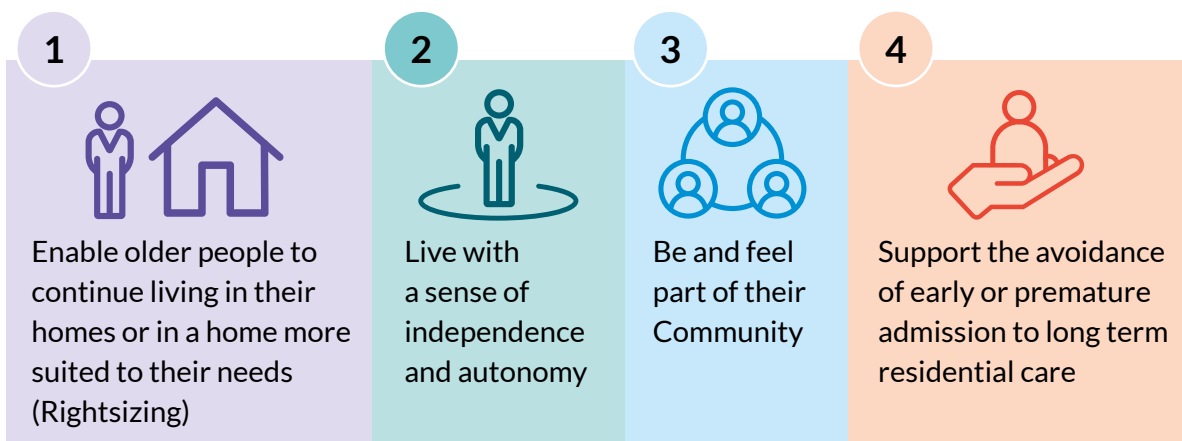 1
Enable older people to
continue living in their
homes or in a home more
suited to their needs
(Rightsizing)
2
Live with
a sense of
independence
and autonomy
3
Be and feel
part of their
Community
4
Support the avoidance
of early or premature
admission to long term
residential care